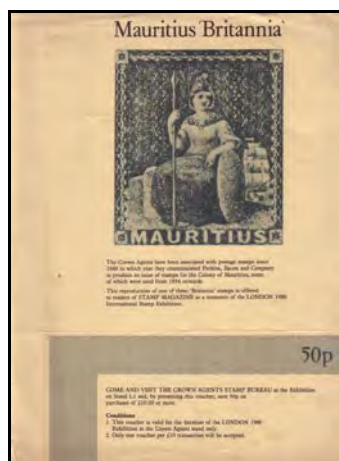 Mauritius 'Britannia'
MAURITIUS
The Crown Agents have been associated with postage stamps since
1848 in which year they commissioned Perkins, Bacon and Company
to produce an issue of stamps for the Colony of Mauritius, some
of which were used from 1854 onwards.
This reproduction of one of these 'Britannia' stamps is offered
to readers of STAMP MAGAZINE as a memento of the LONDON 1980
International Stamp Exhibition.
50p
COME AND VISIT THE CROWN AGENTS STAMP BUREAU at the Exhibition
on Stand and, by presenting this voucher, save 50p on
purchases of £10.00 or more.
Conditions
1. This voucher is valid for the duration of the LONDON 1980
Exhibition at the Crown Agents stand only.
2. Only one voucher per £10 transaction will be accepted.